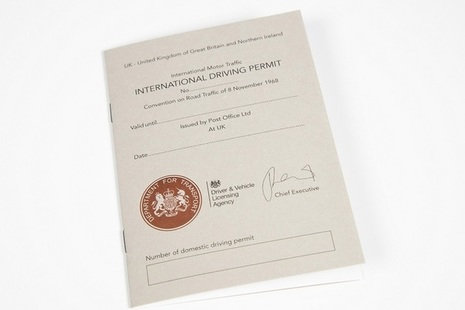 UK - United Kingdom of Great Britain and Northern Ireland
International Motor Traffic
INTERNATIONAL DRIVING PERMIT
No
Convention on Road Traffic of 8 November 1968
Valid until
Issued by Post Office Ltd
At UK
Date
DEPARTMENT FOR TRANSPORT
Driver & Vehicle
Licensing
Agency
Chief Executive
Number of domestic driving permit